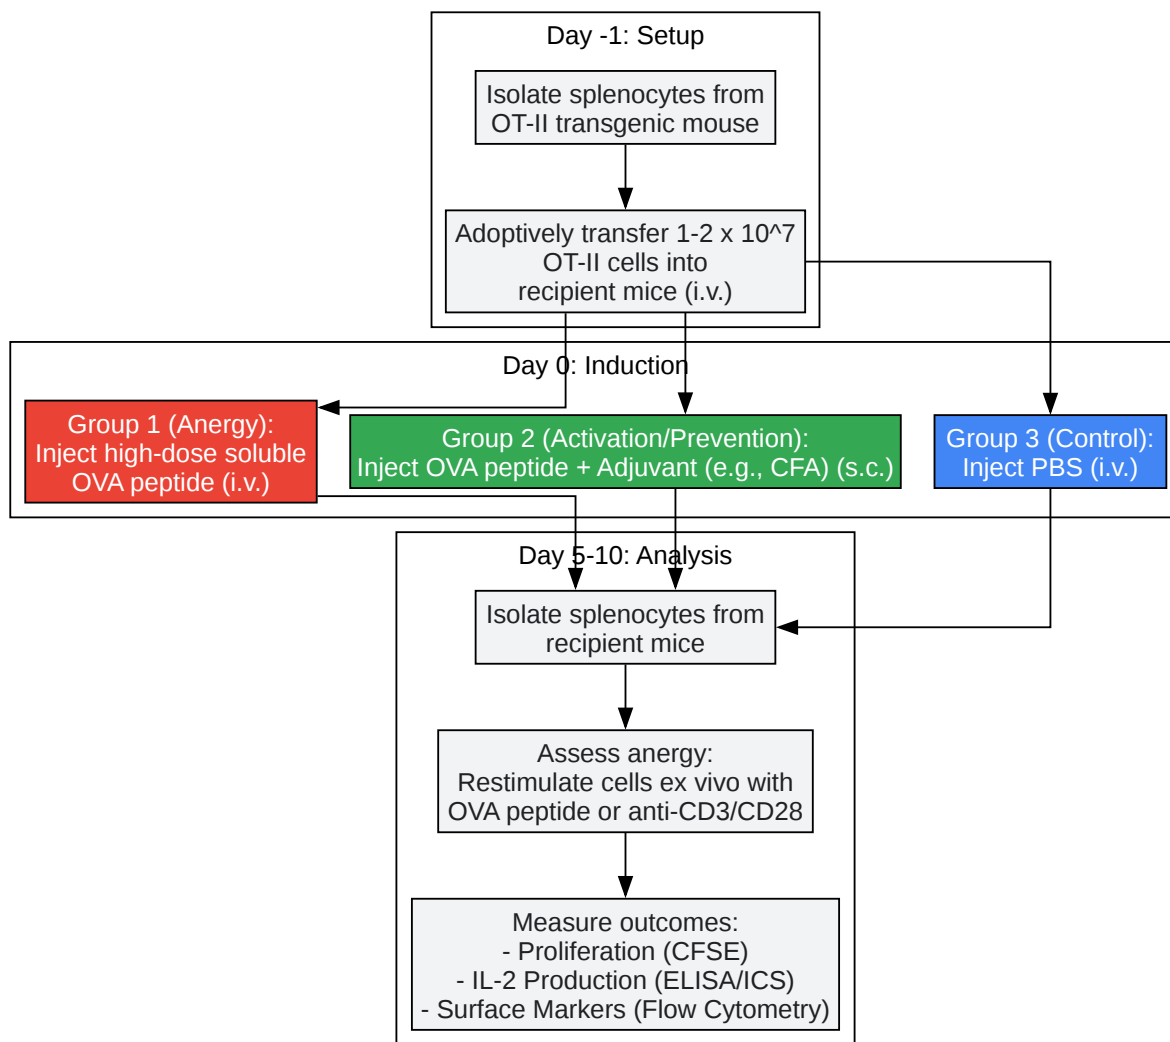 Day -1: Setup
Isolate splenocytes from
OT-II transgenic mouse
Adoptively transfer 1-2 x 10^7
OT-II cells into
recipient mice (i.v.)
Day 0: Induction
Group 1 (Anergy):
Inject high-dose soluble
OVA peptide (i.v.)
Group 2 (Activation/Prevention):
Inject OVA peptide + Adjuvant (e.g., CFA) (s.c.)
Group 3 (Control):
Inject PBS (i.v.)
Day 5-10: Analysis
Isolate splenocytes from
recipient mice
Assess anergy:
Restimulate cells ex vivo with
OVA peptide or anti-CD3/CD28
Measure outcomes:
- Proliferation (CFSE)
- IL-2 Production (ELISA/ICS)
- Surface Markers (Flow Cytometry)